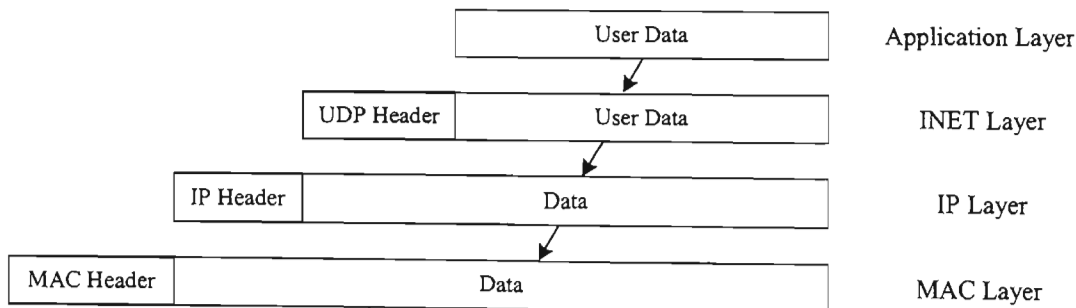 User Data Application Layer
UDP Header User Data INET Layer
IP Header Data IP Layer
MAC Header Data MAC Layer